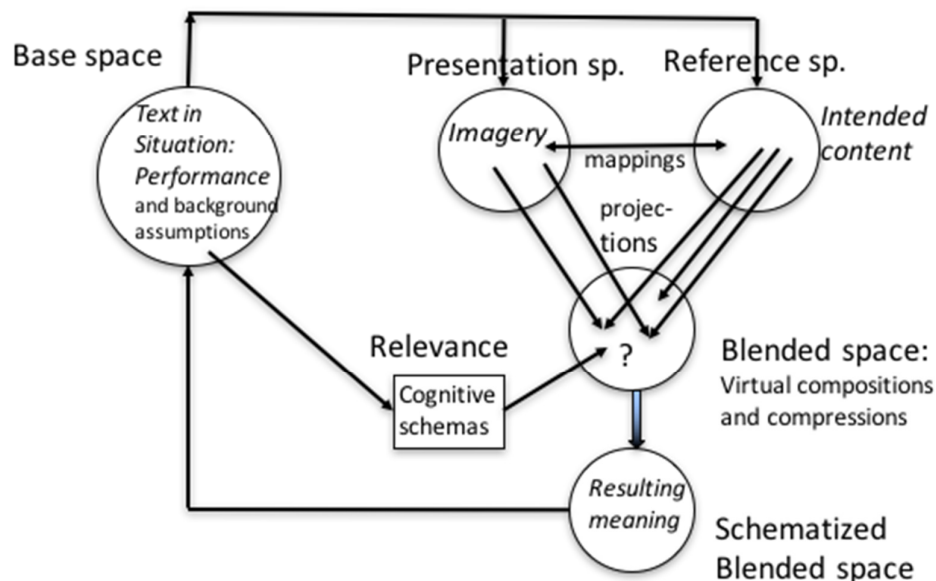 Base space
Text in
Situation:
Performance
and background
assumptions
Presentation sp.
Imagery
Reference sp.
Intended
content
mappings
projec-
tions
Relevance
Cognitive
schemas
?
Blended space:
Virtual compositions
and compressions
Resulting
meaning
Schematized
Blended space